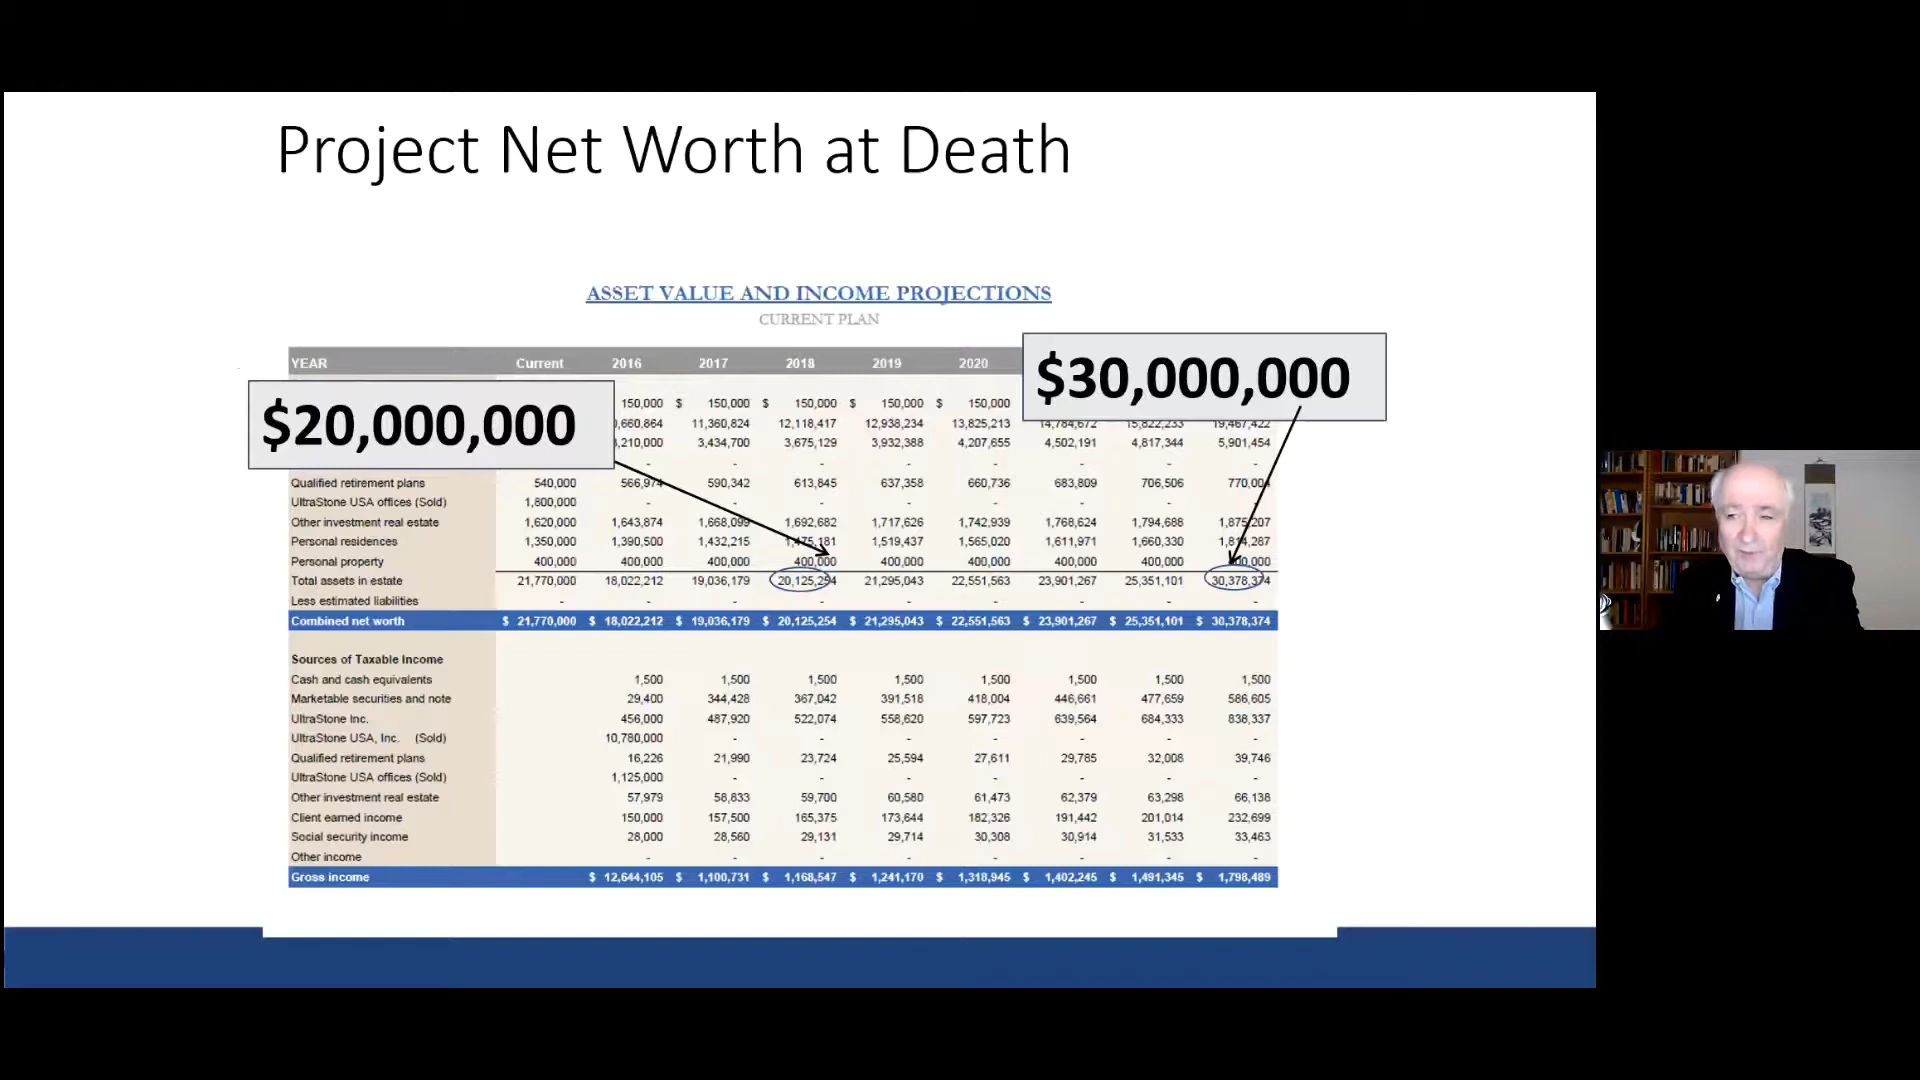 Project Net Worth at Death
ASSET VALUE AND INCOME PROJECTIONS
CURRENT PLAN
YEAR Current 2016 2017 2018 2019 2020
$30,000,000
$20,000,000
150,000 $ 150,000 $ 150,000 $ 150,000 $ 150,000
,660,864 11,360,824 12,118,417 12,938,234 13,825,213 14,784,672 15,822,233 19,467,422
,210,000 3,434,700 3,675,129 3,932,388 4,207,655 4,502,191 4,817,344 5,901,454
- - - - - - - -
Qualified retirement plans 540,000 566,974 590,342 613,845 637,358 660,736 683,809 706,506 770,004
UltraStone USA offices (Sold) 1,800,000 - - - - - - - -
Other investment real estate 1,620,000 1,643,874 1,668,099 1,692,682 1,717,626 1,742,939 1,768,624 1,794,688 1,875,207
Personal residences 1,350,000 1,390,500 1,432,215 1,475,181 1,519,437 1,565,020 1,611,971 1,660,330 1,814,287
Personal property 400,000 400,000 400,000 400,000 400,000 400,000 400,000 400,000 400,000
Total assets in estate 21,770,000 18,022,212 19,036,179 20,125,254 21,295,043 22,551,563 23,901,267 25,351,101 30,378,374
Less estimated liabilities - - - - - - - - -
Combined net worth $ 21,770,000 $ 18,022,212 $ 19,036,179 $ 20,125,254 $ 21,295,043 $ 22,551,563 $ 23,901,267 $ 25,351,101 $ 30,378,374
Sources of Taxable Income
Cash and cash equivalents 1,500 1,500 1,500 1,500 1,500 1,500 1,500 1,500
Marketable securities and note 29,400 344,428 367,042 391,518 418,004 446,661 477,659 586,605
UltraStone Inc. 456,000 487,920 522,074 558,620 597,723 639,564 684,333 838,337
UltraStone USA, Inc. (Sold) 10,780,000 - - - - - - -
Qualified retirement plans 16,226 21,990 23,724 25,594 27,611 29,785 32,008 39,746
UltraStone USA offices (Sold) 1,125,000 - - - - - - -
Other investment real estate 57,979 58,833 59,700 60,580 61,473 62,379 63,298 66,138
Client earned income 150,000 157,500 165,375 173,644 182,326 191,442 201,014 232,699
Social security income 28,000 28,560 29,131 29,714 30,308 30,914 31,533 33,463
Other income - - - - - - - -
Gross income $ 12,644,105 $ 1,100,731 $ 1,168,547 $ 1,241,170 $ 1,318,945 $ 1,402,245 $ 1,491,345 $ 1,798,489